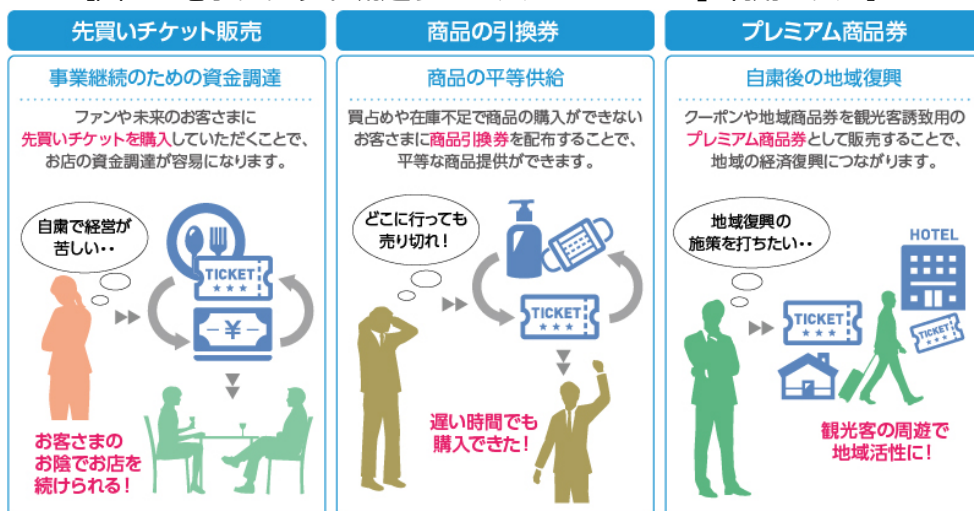 先買いチケット販売
事業継続のための資金調達
ファンや未来のお客さまに
先買いチケットを購入していただくことで、
お店の資金調達が容易になります。
自粛で経営が
苦しい‥
TICKET
¥
お客さまの
お陰でお店を
続けられる!
商品の引換券
商品の平等供給
買占めや在庫不足で商品の購入ができない
お客さまに商品引換券を配布することで、
平等な商品提供ができます。
どこに行っても
売り切れ!
TICKET
遅い時間でも
購入できた!
プレミアム商品券
自粛後の地域復興
クーポンや地域商品券を観光客誘致用の
プレミアム商品券として販売することで、
地域の経済復興につながります。
地域復興の
施策を打ちたい‥
HOTEL
TICKET
TICKET
観光客の周遊で
地域活性に!